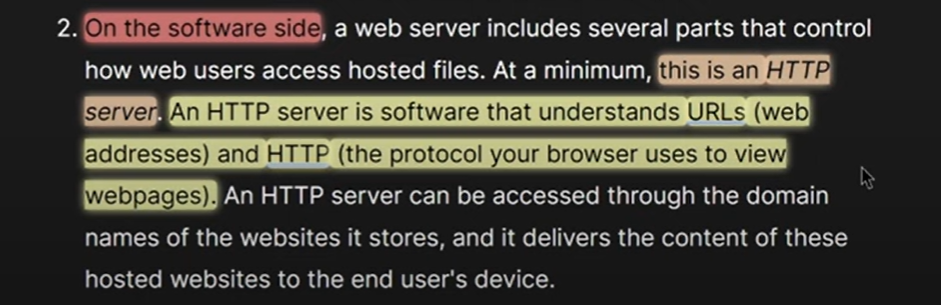 2. On the software side, a web server includes several parts that control
how web users access hosted files. At a minimum, this is an HTTP
server. An HTTP server is software that understands URLs (web
addresses) and HTTP (the protocol your browser uses to view
webpages). An HTTP server can be accessed through the domain
names of the websites it stores, and it delivers the content of these
hosted websites to the end user's device.